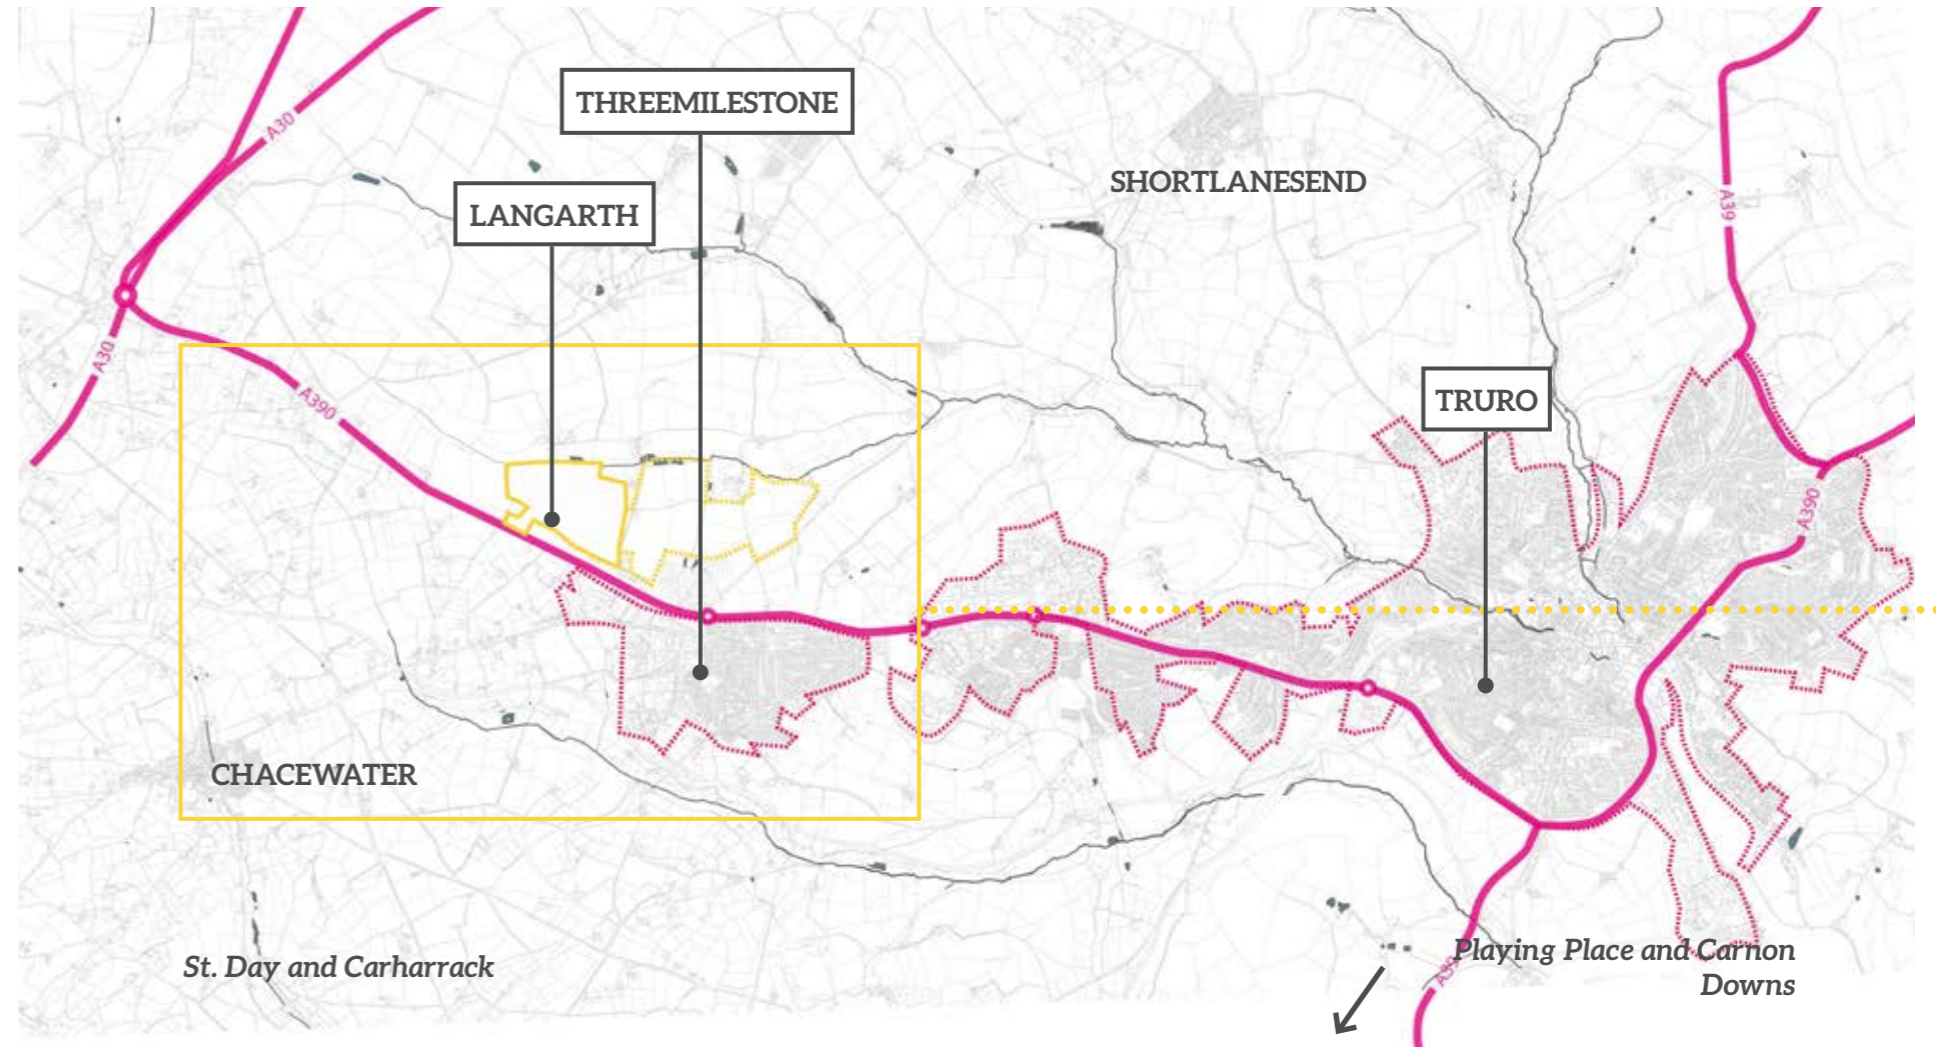 THREEMILESTONE
A30
SHORTLANESEND
A39
LANGARTH
A30
A390
TRURO
A390
CHACEWATER
St. Day and Carharrack
Playing Place and Carnon
Downs
A39